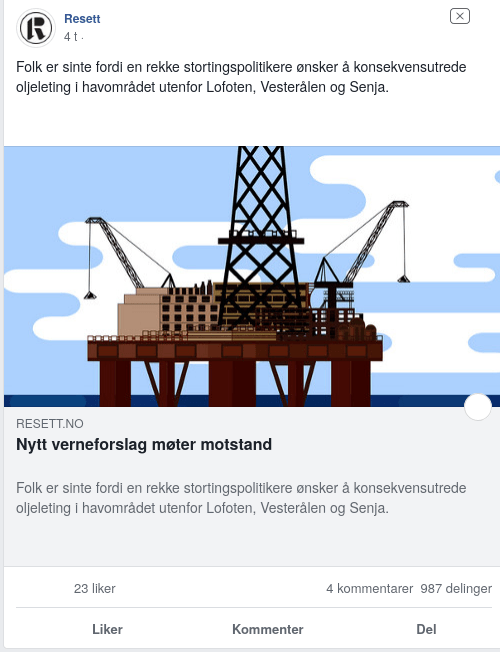 Resett
4 t ·
Folk er sinte fordi en rekke stortingspolitikere ønsker å konsekvensutrede
oljeleting i havområdet utenfor Lofoten, Vesterålen og Senja.
RESETT.NO
Nytt verneforslag møter motstand
Folk er sinte fordi en rekke stortingspolitikere ønsker å konsekvensutrede
oljeleting i havområdet utenfor Lofoten, Vesterålen og Senja.
23 liker 4 kommentarer 987 delinger
Liker Kommenter Del